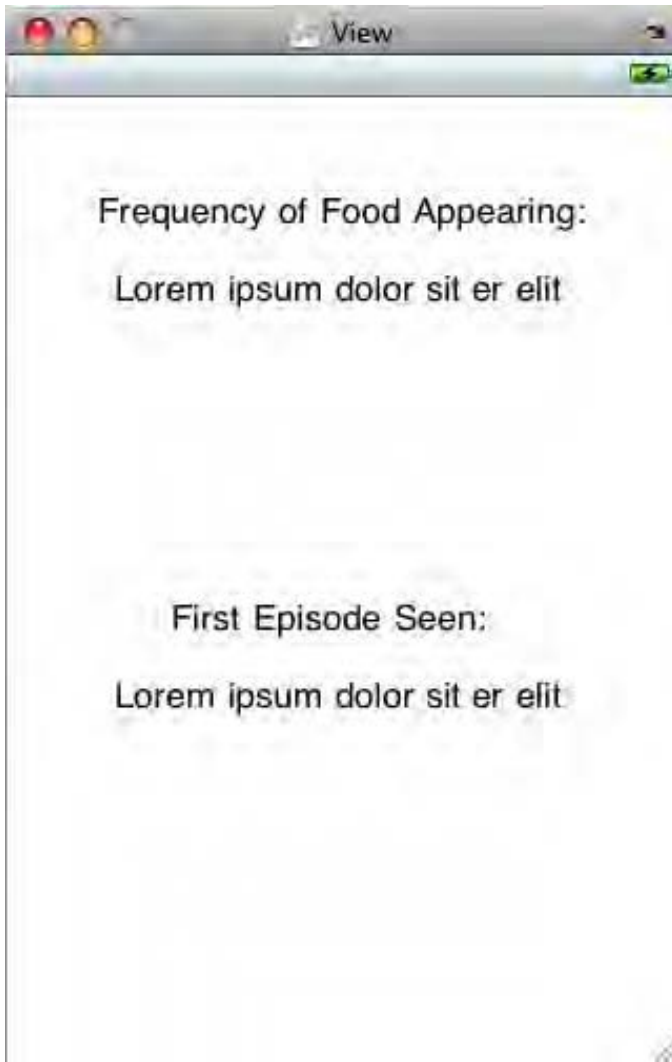 View
Frequency of Food Appearing:
Lorem ipsum dolor sit er elit
First Episode Seen:
Lorem ipsum dolor sit er elit